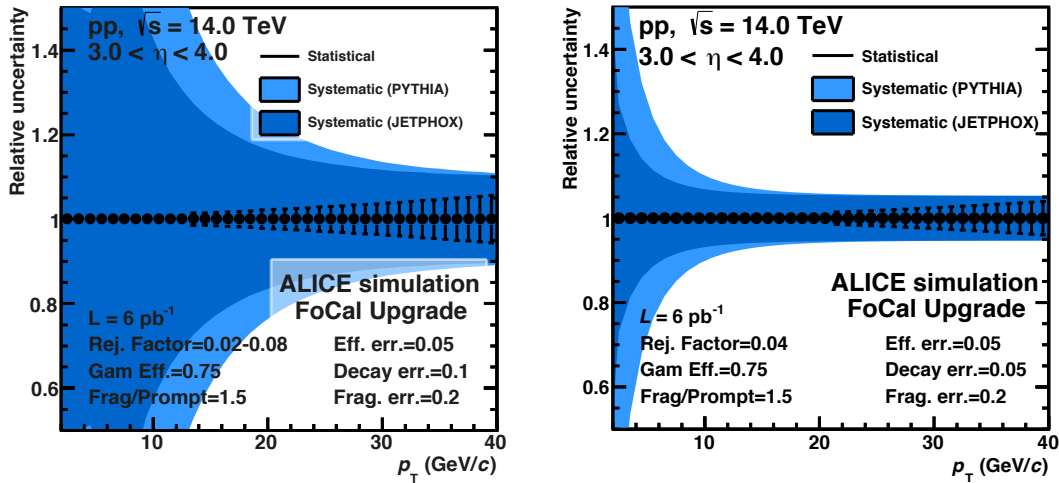 pp, √s = 14.0 TeV
3.0 < η < 4.0
Statistical
Systematic (PYTHIA)
Systematic (JETPHOX)
Relative uncertainty
1.4
1.2
1
0.8
0.6
ALICE simulation
FoCal Upgrade
L = 6 pb⁻¹
Rej. Factor=0.02-0.08
Eff. err.=0.05
Gam Eff.=0.75
Decay err.=0.1
Frag/Prompt=1.5
Frag. err.=0.2
10
20
30
40
p_T (GeV/c)
pp, √s = 14.0 TeV
3.0 < η < 4.0
Statistical
Systematic (PYTHIA)
Systematic (JETPHOX)
Relative uncertainty
1.4
1.2
1
0.8
0.6
ALICE simulation
FoCal Upgrade
L = 6 pb⁻¹
Rej. Factor=0.04
Eff. err.=0.05
Gam Eff.=0.75
Decay err.=0.05
Frag/Prompt=1.5
Frag. err.=0.2
10
20
30
40
p_T (GeV/c)